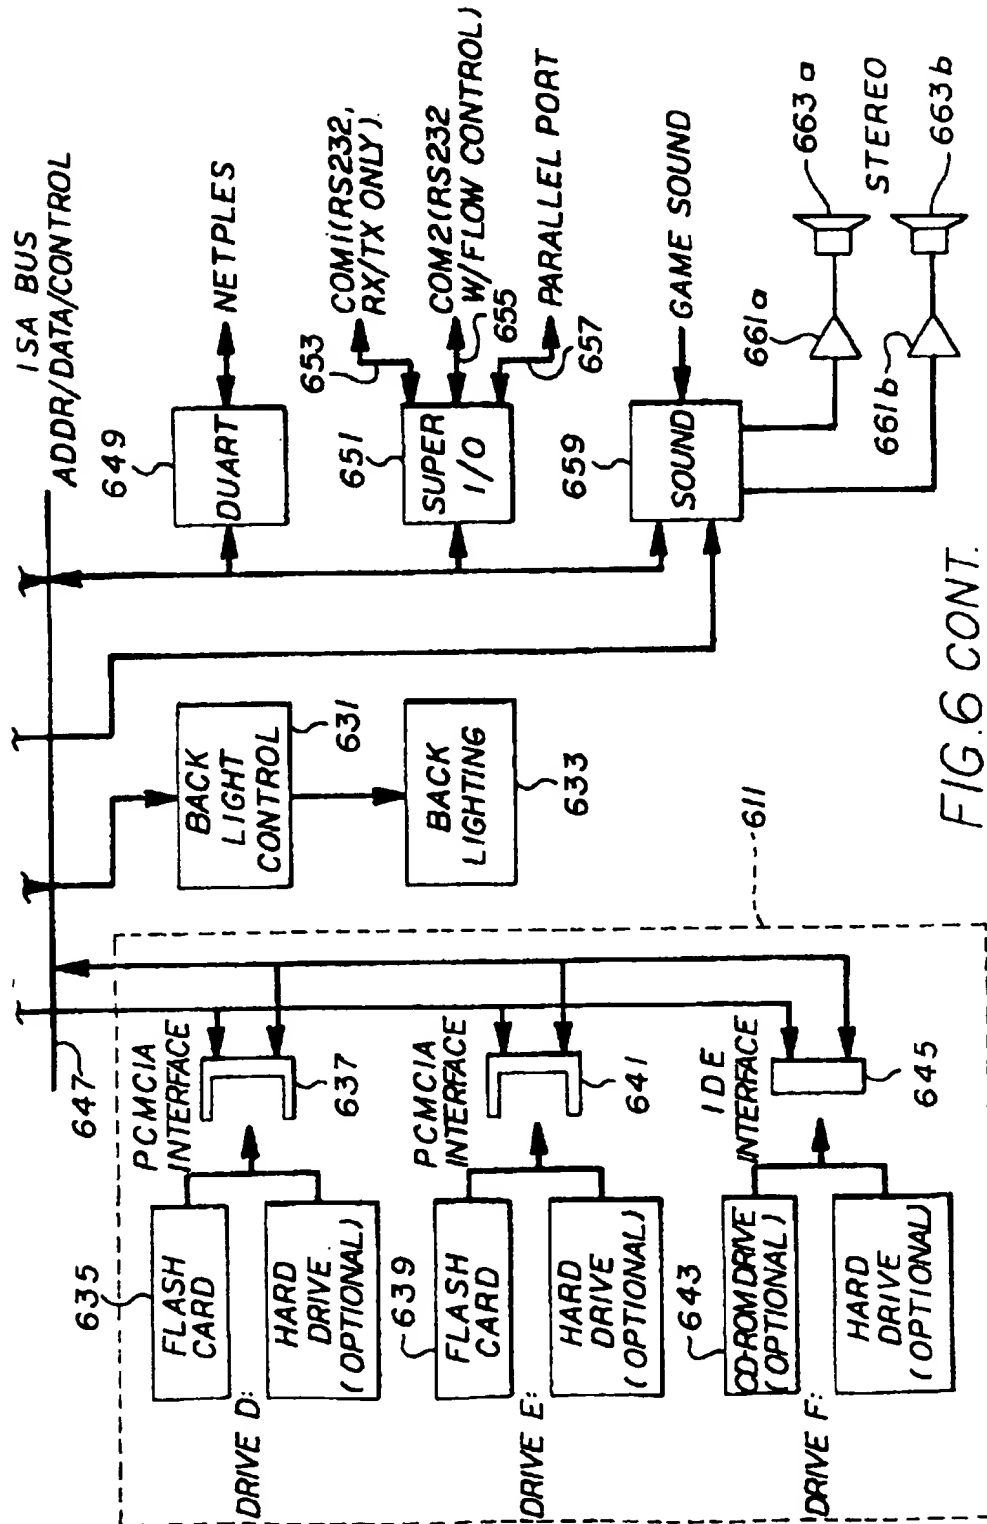 ISA BUS
ADDR/DATA/CONTROL
647
649
DUART
NETPLES
651
SUPER
I/O
653
COM1(RS232,
RX/TX ONLY).
COM2(RS232
W/FLOW CONTROL)
655
PARALLEL PORT
657
659
SOUND
GAME SOUND
661a
663a
STEREO
661b
663b
BACK
LIGHT
CONTROL
631
BACK
LIGHTING
633
611
635
FLASH
CARD
HARD
DRIVE
(OPTIONAL)
DRIVE D:
PCMCIA
INTERFACE
637
639
FLASH
CARD
HARD
DRIVE
(OPTIONAL)
DRIVE E:
PCMCIA
INTERFACE
641
643
CD-ROM DRIVE
(OPTIONAL)
HARD
DRIVE
(OPTIONAL)
DRIVE F:
IDE
INTERFACE
645
FIG.6 CONT.